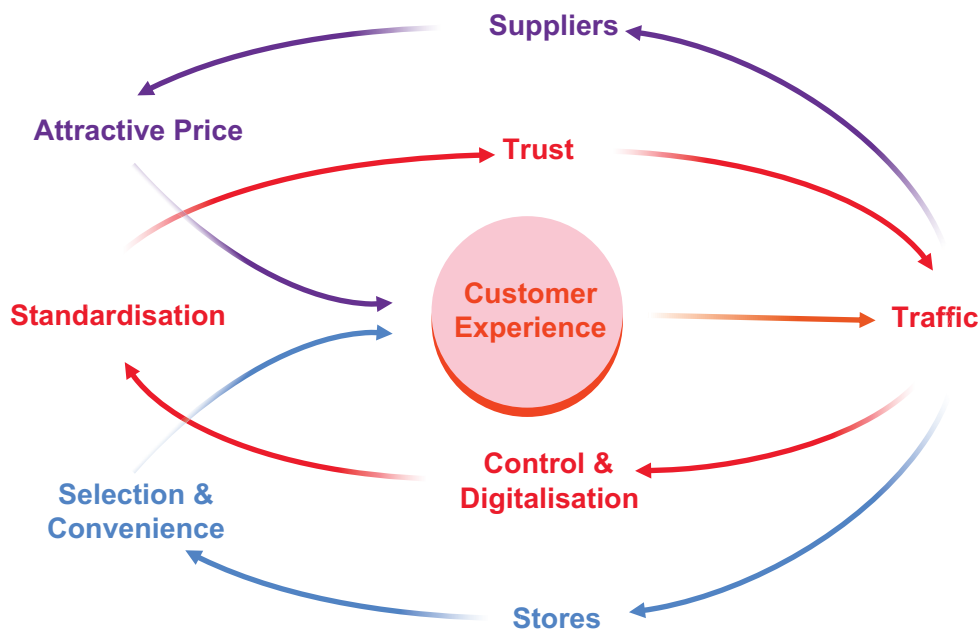 Suppliers
Attractive Price
Trust
Customer
Experience
Standardisation
Traffic
Control &
Digitalisation
Selection &
Convenience
Stores